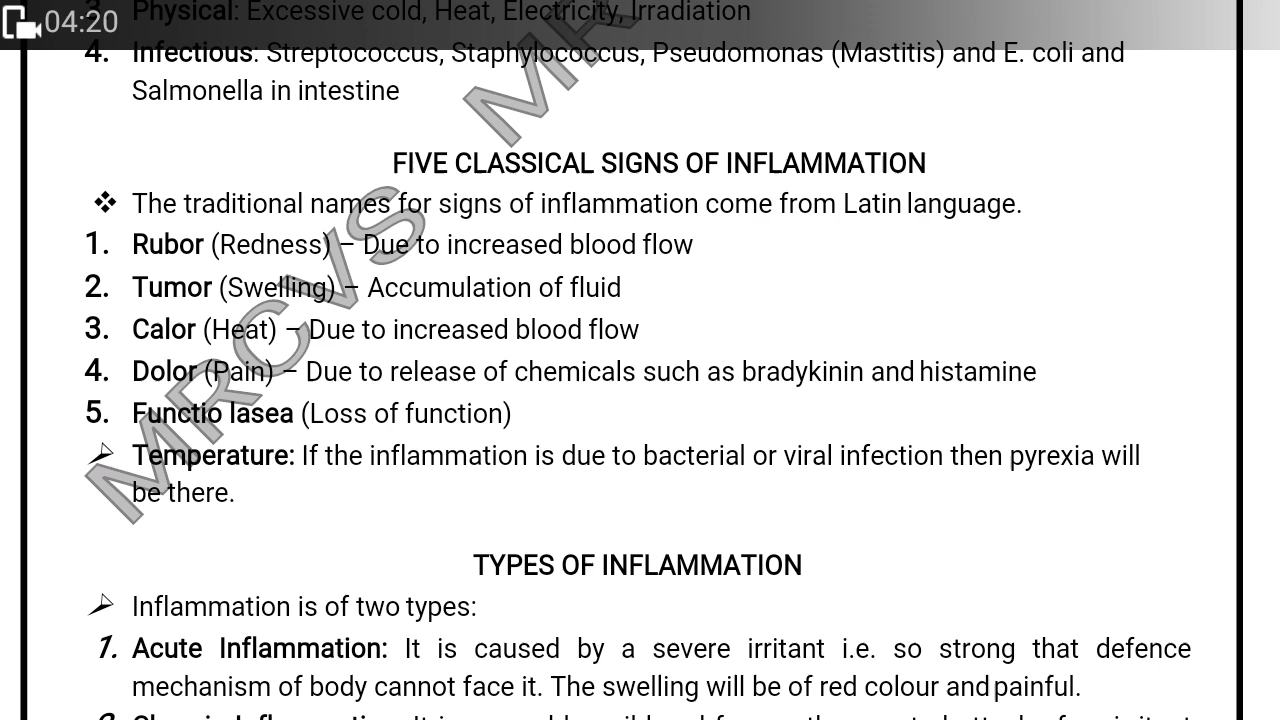 04:20
3. Physical: Excessive cold, Heat, Electricity, Irradiation
4. Infectious: Streptococcus, Staphylococcus, Pseudomonas (Mastitis) and E. coli and
Salmonella in intestine
FIVE CLASSICAL SIGNS OF INFLAMMATION
❖ The traditional names for signs of inflammation come from Latin language.
1. Rubor (Redness) – Due to increased blood flow
2. Tumor (Swelling) – Accumulation of fluid
3. Calor (Heat) – Due to increased blood flow
4. Dolor (Pain) – Due to release of chemicals such as bradykinin and histamine
5. Functio lasea (Loss of function)
➢ Temperature: If the inflammation is due to bacterial or viral infection then pyrexia will
be there.
TYPES OF INFLAMMATION
➢ Inflammation is of two types:
1. Acute Inflammation: It is caused by a severe irritant i.e. so strong that defence
mechanism of body cannot face it. The swelling will be of red colour and painful.
MRCVS